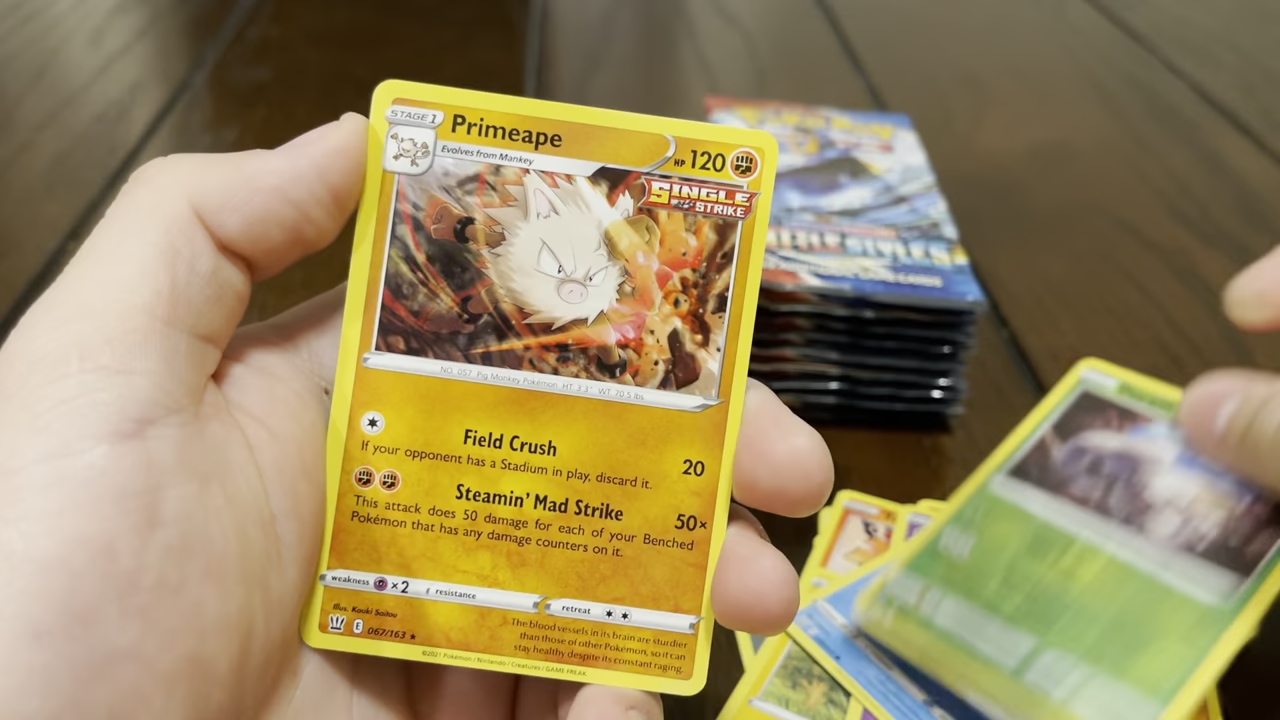 STAGE 1
Primeape
Evolves from Mankey
HP 120
SINGLE
STRIKE
NO. 057 Pig Monkey Pokémon HT: 3'3" WT: 70.5 lbs
Field Crush
20
If your opponent has a Stadium in play, discard it.
Steamin' Mad Strike
50×
This attack does 50 damage for each of your Benched
Pokémon that has any damage counters on it.
weakness ×2 resistance retreat
Illus. Kouki Saitou
E 067/163 ★
The blood vessels in its brain are sturdier
than those of other Pokémon, so it can
stay healthy despite its constant raging.
©2021 Pokémon / Nintendo / Creatures / GAME FREAK